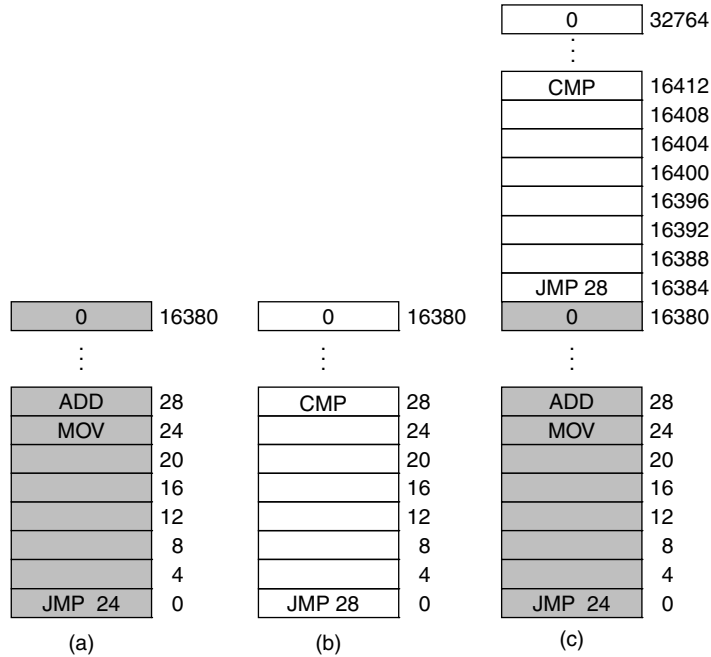 0 32764
⋮
CMP 16412
16408
16404
16400
16396
16392
16388
JMP 28 16384
0 16380
⋮
ADD 28
MOV 24
20
16
12
8
4
JMP 24 0
(c)
0 16380
⋮
ADD 28
MOV 24
20
16
12
8
4
JMP 24 0
(a)
0 16380
⋮
CMP 28
24
20
16
12
8
4
JMP 28 0
(b)